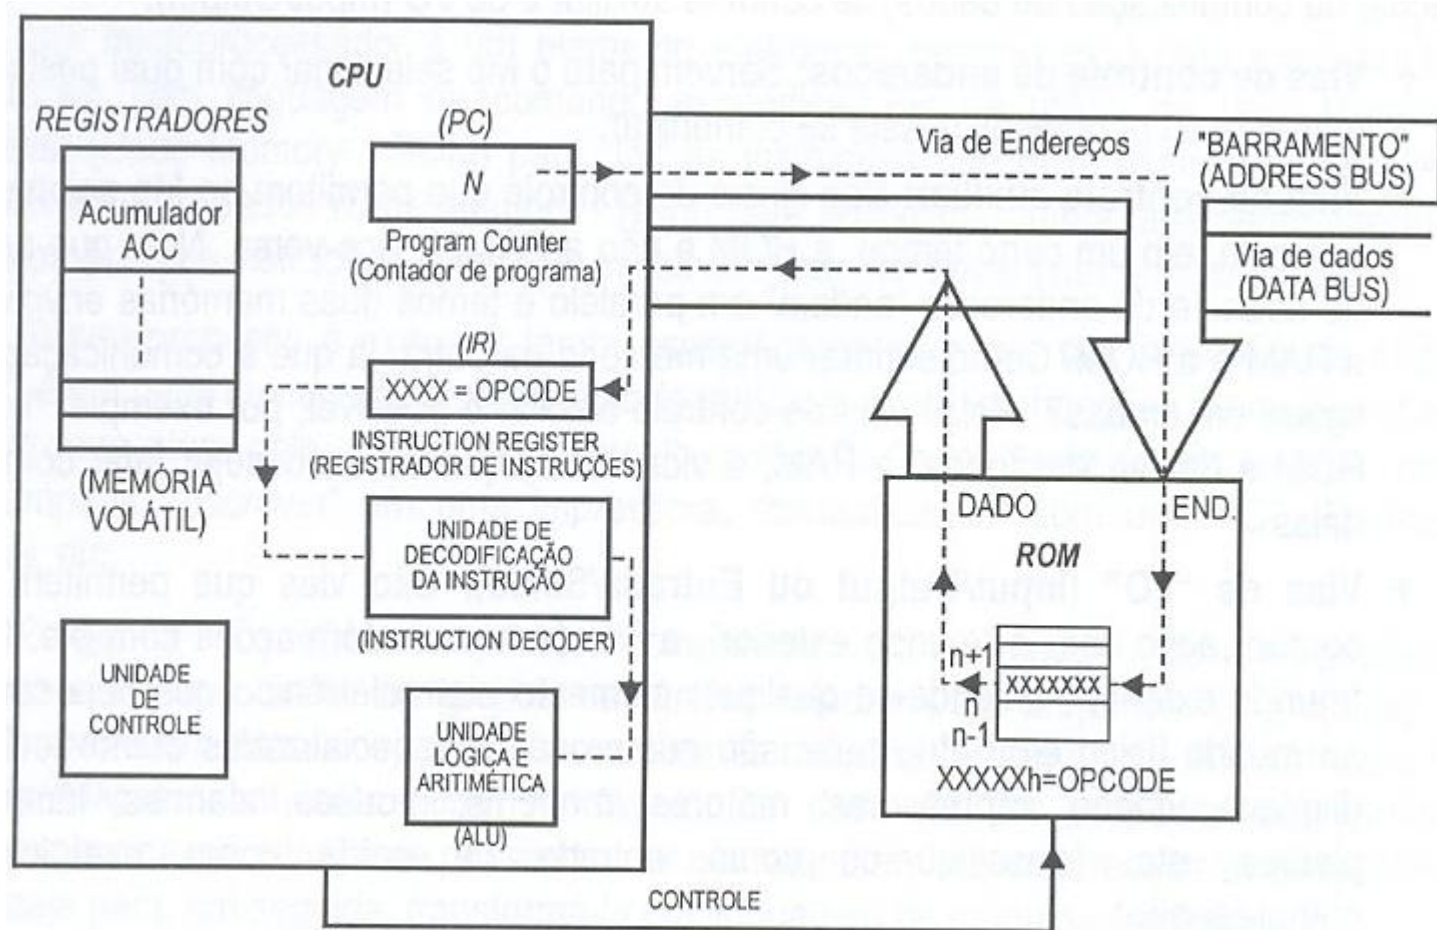 CPU
REGISTRADORES
Acumulador
ACC
(MEMÓRIA
VOLÁTIL)
UNIDADE
DE
CONTROLE
(PC)
N
Program Counter
(Contador de programa)
(IR)
XXXX = OPCODE
INSTRUCTION REGISTER
(REGISTRADOR DE INSTRUÇÕES)
UNIDADE DE
DECODIFICAÇÃO
DA INSTRUÇÃO
(INSTRUCTION DECODER)
UNIDADE
LÓGICA E
ARITIMÉTICA
(ALU)
Via de Endereços / "BARRAMENTO"
(ADDRESS BUS)
Via de dados
(DATA BUS)
DADO END.
ROM
n+1
XXXXXXX
n
n-1
XXXXXh=OPCODE
CONTROLE